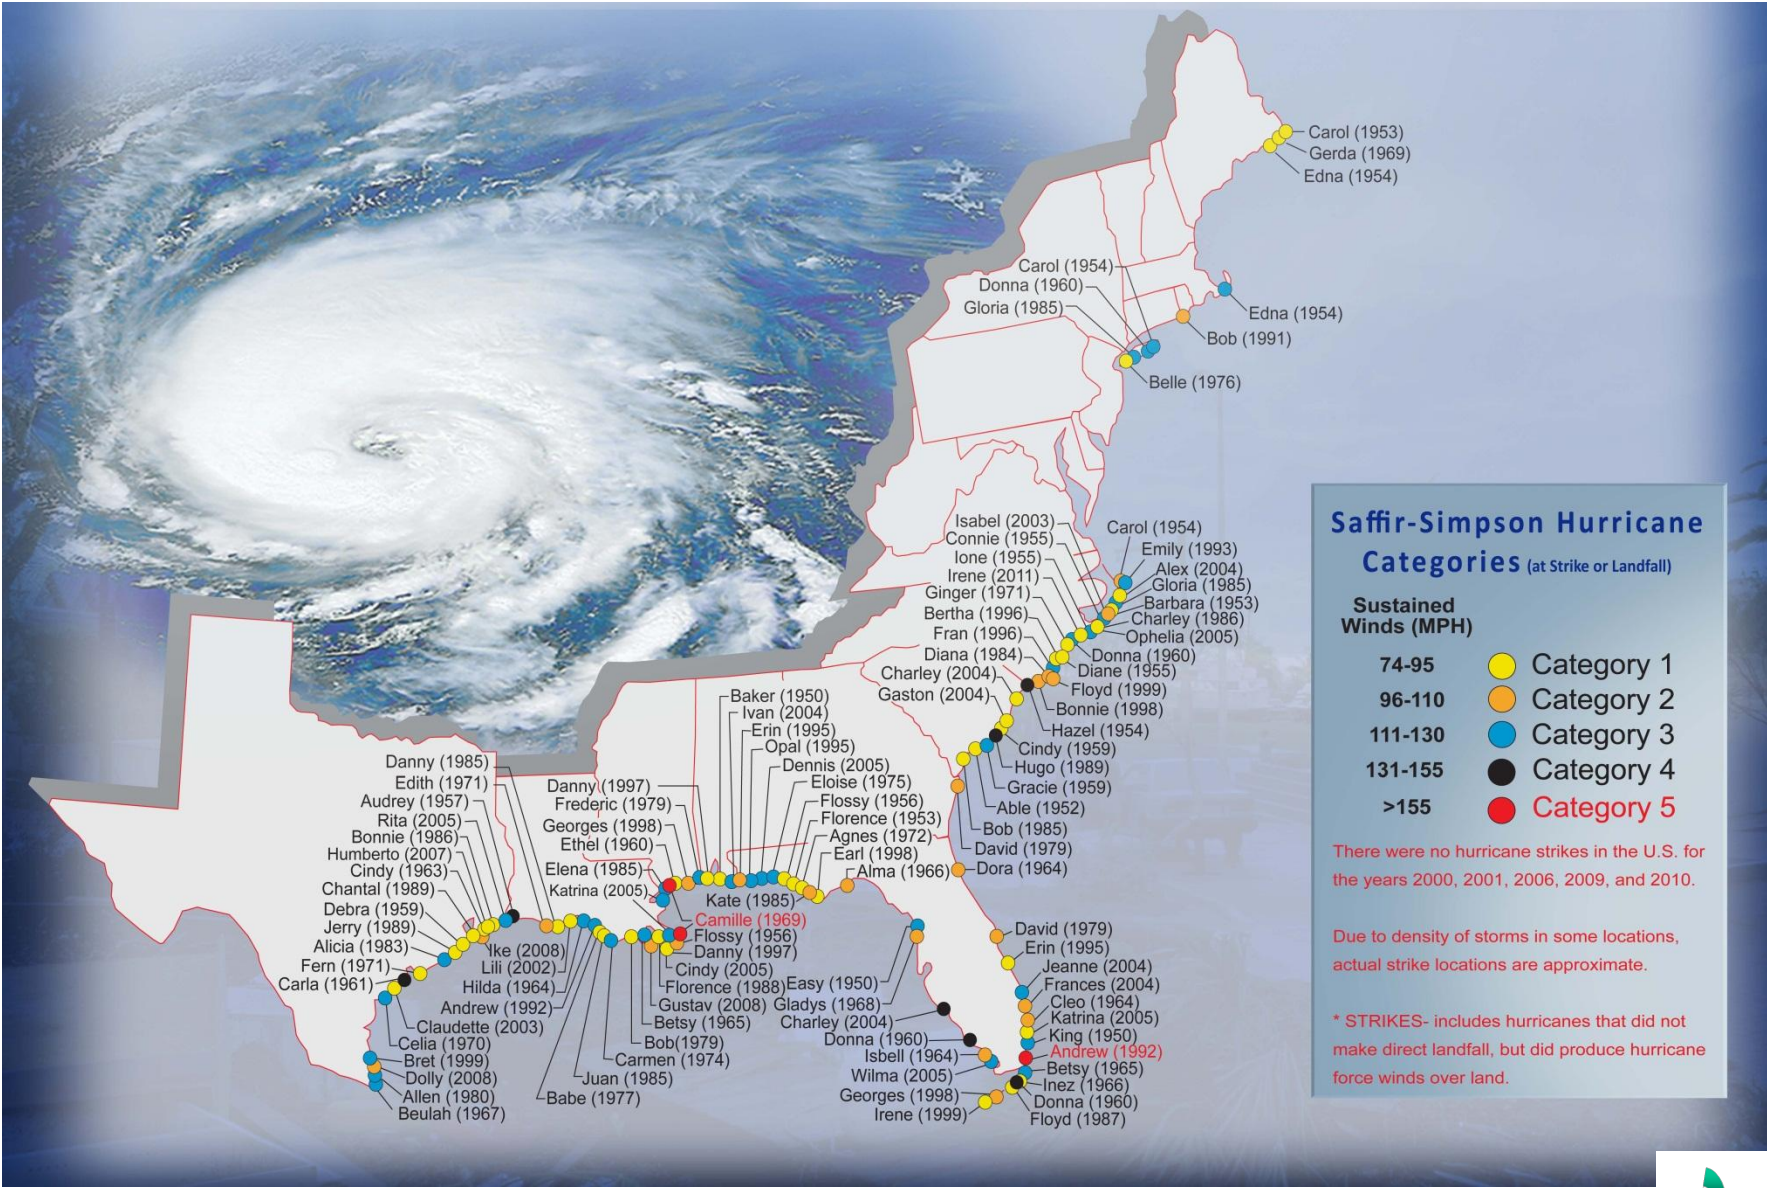 Carol (1953)
Gerda (1969)
Edna (1954)
Carol (1954)
Donna (1960)
Gloria (1985)
Edna (1954)
Bob (1991)
Belle (1976)
Isabel (2003)
Connie (1955)
Ione (1955)
Irene (2011)
Ginger (1971)
Bertha (1996)
Fran (1996)
Diana (1984)
Charley (2004)
Gaston (2004)
Carol (1954)
Emily (1993)
Alex (2004)
Gloria (1985)
Barbara (1953)
Charley (1986)
Ophelia (2005)
Donna (1960)
Diane (1955)
Floyd (1999)
Bonnie (1998)
Hazel (1954)
Cindy (1959)
Hugo (1989)
Gracie (1959)
Able (1952)
Bob (1985)
David (1979)
Dora (1964)
Baker (1950)
Ivan (2004)
Erin (1995)
Opal (1995)
Dennis (2005)
Eloise (1975)
Flossy (1956)
Florence (1953)
Agnes (1972)
Earl (1998)
Alma (1966)
Kate (1985)
Danny (1997)
Frederic (1979)
Georges (1998)
Ethel (1960)
Elena (1985)
Katrina (2005)
Danny (1985)
Edith (1971)
Audrey (1957)
Rita (2005)
Bonnie (1986)
Humberto (2007)
Cindy (1963)
Chantal (1989)
Debra (1959)
Jerry (1989)
Alicia (1983)
Fern (1971)
Carla (1961)
Claudette (2003)
Celia (1970)
Bret (1999)
Dolly (2008)
Allen (1980)
Beulah (1967)
Ike (2008)
Lili (2002)
Hilda (1964)
Andrew (1992)
Babe (1977)
Juan (1985)
Carmen (1974)
Bob(1979)
Betsy (1965)
Gustav (2008)
Florence (1988)
Cindy (2005)
Danny (1997)
Flossy (1956)
Camille (1969)
Easy (1950)
Gladys (1968)
Charley (2004)
Donna (1960)
Isbell (1964)
Wilma (2005)
Georges (1998)
Irene (1999)
David (1979)
Erin (1995)
Jeanne (2004)
Frances (2004)
Cleo (1964)
Katrina (2005)
King (1950)
Andrew (1992)
Betsy (1965)
Inez (1966)
Donna (1960)
Floyd (1987)
Saffir-Simpson Hurricane
Categories (at Strike or Landfall)
Sustained
Winds (MPH)
74-95 Category 1
96-110 Category 2
111-130 Category 3
131-155 Category 4
>155 Category 5
There were no hurricane strikes in the U.S. for
the years 2000, 2001, 2006, 2009, and 2010.
Due to density of storms in some locations,
actual strike locations are approximate.
* STRIKES- includes hurricanes that did not
make direct landfall, but did produce hurricane
force winds over land.